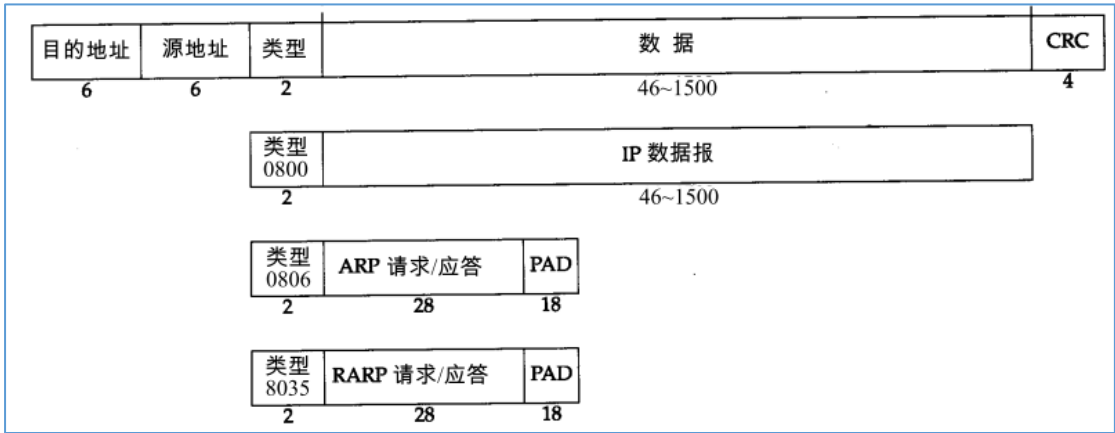 目的地址 源地址 类型 数据 CRC
6 6 2 46~1500 4
类型 IP 数据报
0800
2 46~1500
类型 ARP 请求/应答 PAD
0806
2 28 18
类型 RARP 请求/应答 PAD
8035
2 28 18